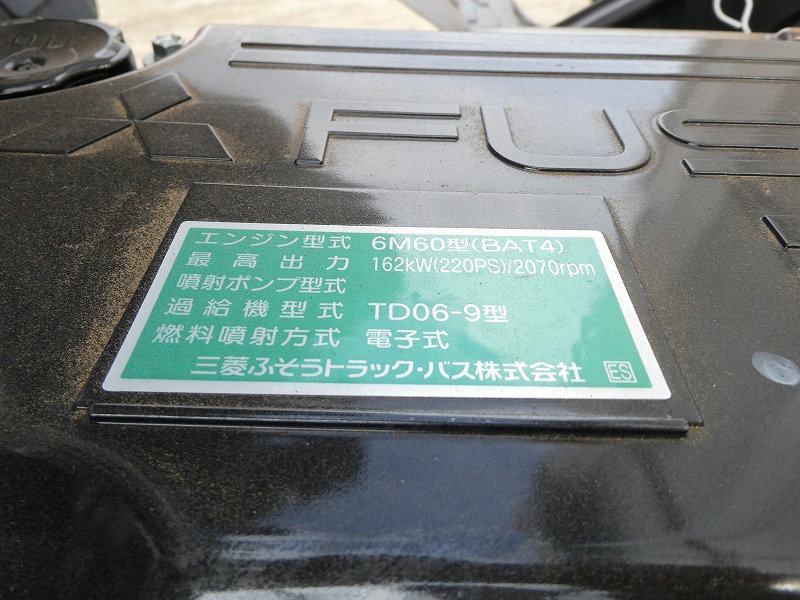 OIL
FUS
エンジン型式 6M60型(BAT4)
最高出力 162kW(220PS)/2070rpm
噴射ポンプ型式
過給機型式 TD06-9型
燃料噴射方式 電子式
三菱ふそうトラック・バス株式会社 ES